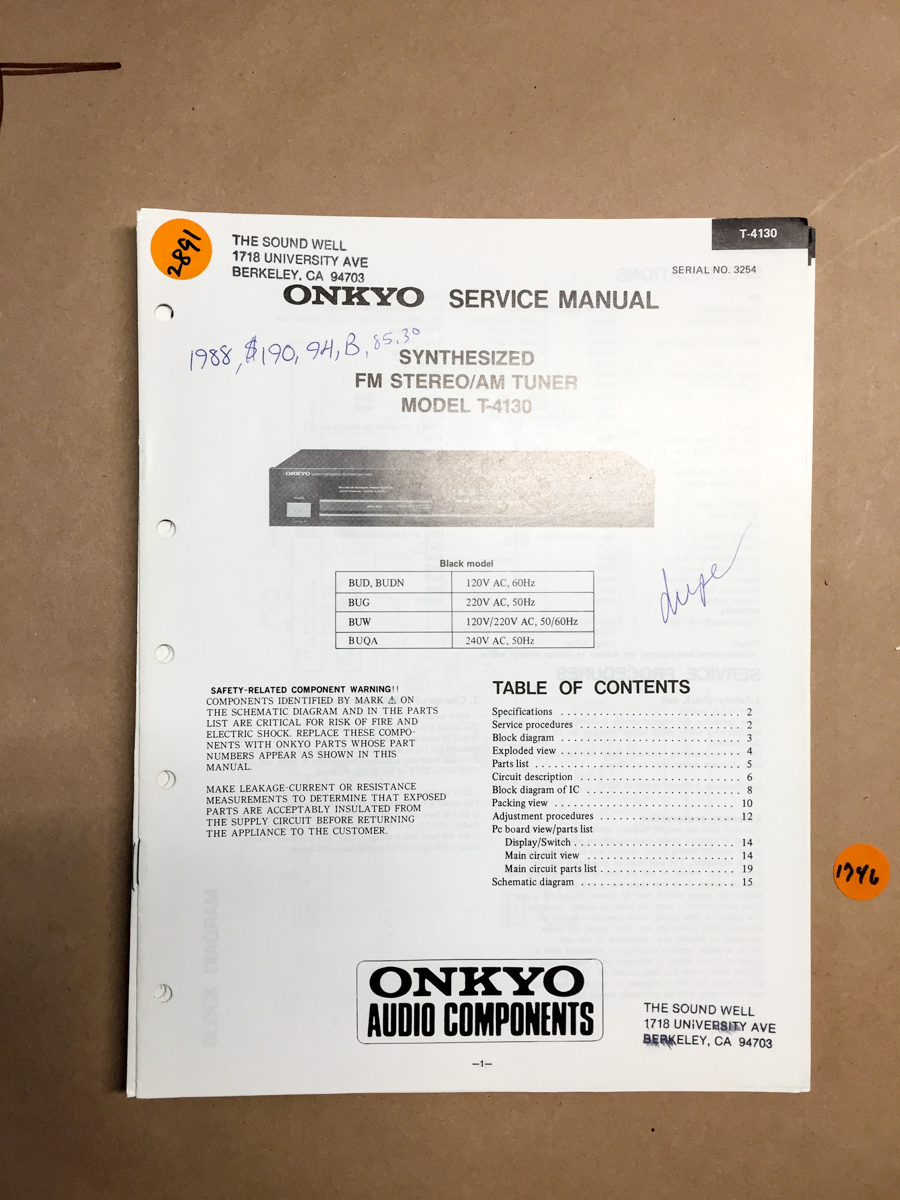 2891
THE SOUND WELL
1718 UNIVERSITY AVE
BERKELEY, CA 94703
T-4130
SERIAL NO. 3254
ONKYO SERVICE MANUAL
1988, $190, 94, B, 85.30
SYNTHESIZED
FM STEREO/AM TUNER
MODEL T-4130
ONKYO
Black model
BUD, BUDN 120V AC, 60Hz
BUG 220V AC, 50Hz
BUW 120V/220V AC, 50/60Hz
BUQA 240V AC, 50Hz
dupe
SAFETY-RELATED COMPONENT WARNING!!
COMPONENTS IDENTIFIED BY MARK ⚠ ON
THE SCHEMATIC DIAGRAM AND IN THE PARTS
LIST ARE CRITICAL FOR RISK OF FIRE AND
ELECTRIC SHOCK. REPLACE THESE COMPO-
NENTS WITH ONKYO PARTS WHOSE PART
NUMBERS APPEAR AS SHOWN IN THIS
MANUAL.
MAKE LEAKAGE-CURRENT OR RESISTANCE
MEASUREMENTS TO DETERMINE THAT EXPOSED
PARTS ARE ACCEPTABLY INSULATED FROM
THE SUPPLY CIRCUIT BEFORE RETURNING
THE APPLIANCE TO THE CUSTOMER.
TABLE OF CONTENTS
Specifications . . . . . . . . . . . . . . . . . . . . . . . . . . 2
Service procedures . . . . . . . . . . . . . . . . . . . . . . . 2
Block diagram . . . . . . . . . . . . . . . . . . . . . . . . . . 3
Exploded view . . . . . . . . . . . . . . . . . . . . . . . . . 4
Parts list . . . . . . . . . . . . . . . . . . . . . . . . . . . . . 5
Circuit description . . . . . . . . . . . . . . . . . . . . . . . 6
Block diagram of IC . . . . . . . . . . . . . . . . . . . . . . 8
Packing view . . . . . . . . . . . . . . . . . . . . . . . . . . 10
Adjustment procedures . . . . . . . . . . . . . . . . . . . . 12
Pc board view/parts list
Display/Switch . . . . . . . . . . . . . . . . . . . . . . . 14
Main circuit view . . . . . . . . . . . . . . . . . . . . . 14
Main circuit parts list . . . . . . . . . . . . . . . . . . . 19
Schematic diagram . . . . . . . . . . . . . . . . . . . . . . 15
1746
ONKYO
AUDIO COMPONENTS
THE SOUND WELL
1718 UNIVERSITY AVE
BERKELEY, CA 94703
–1–